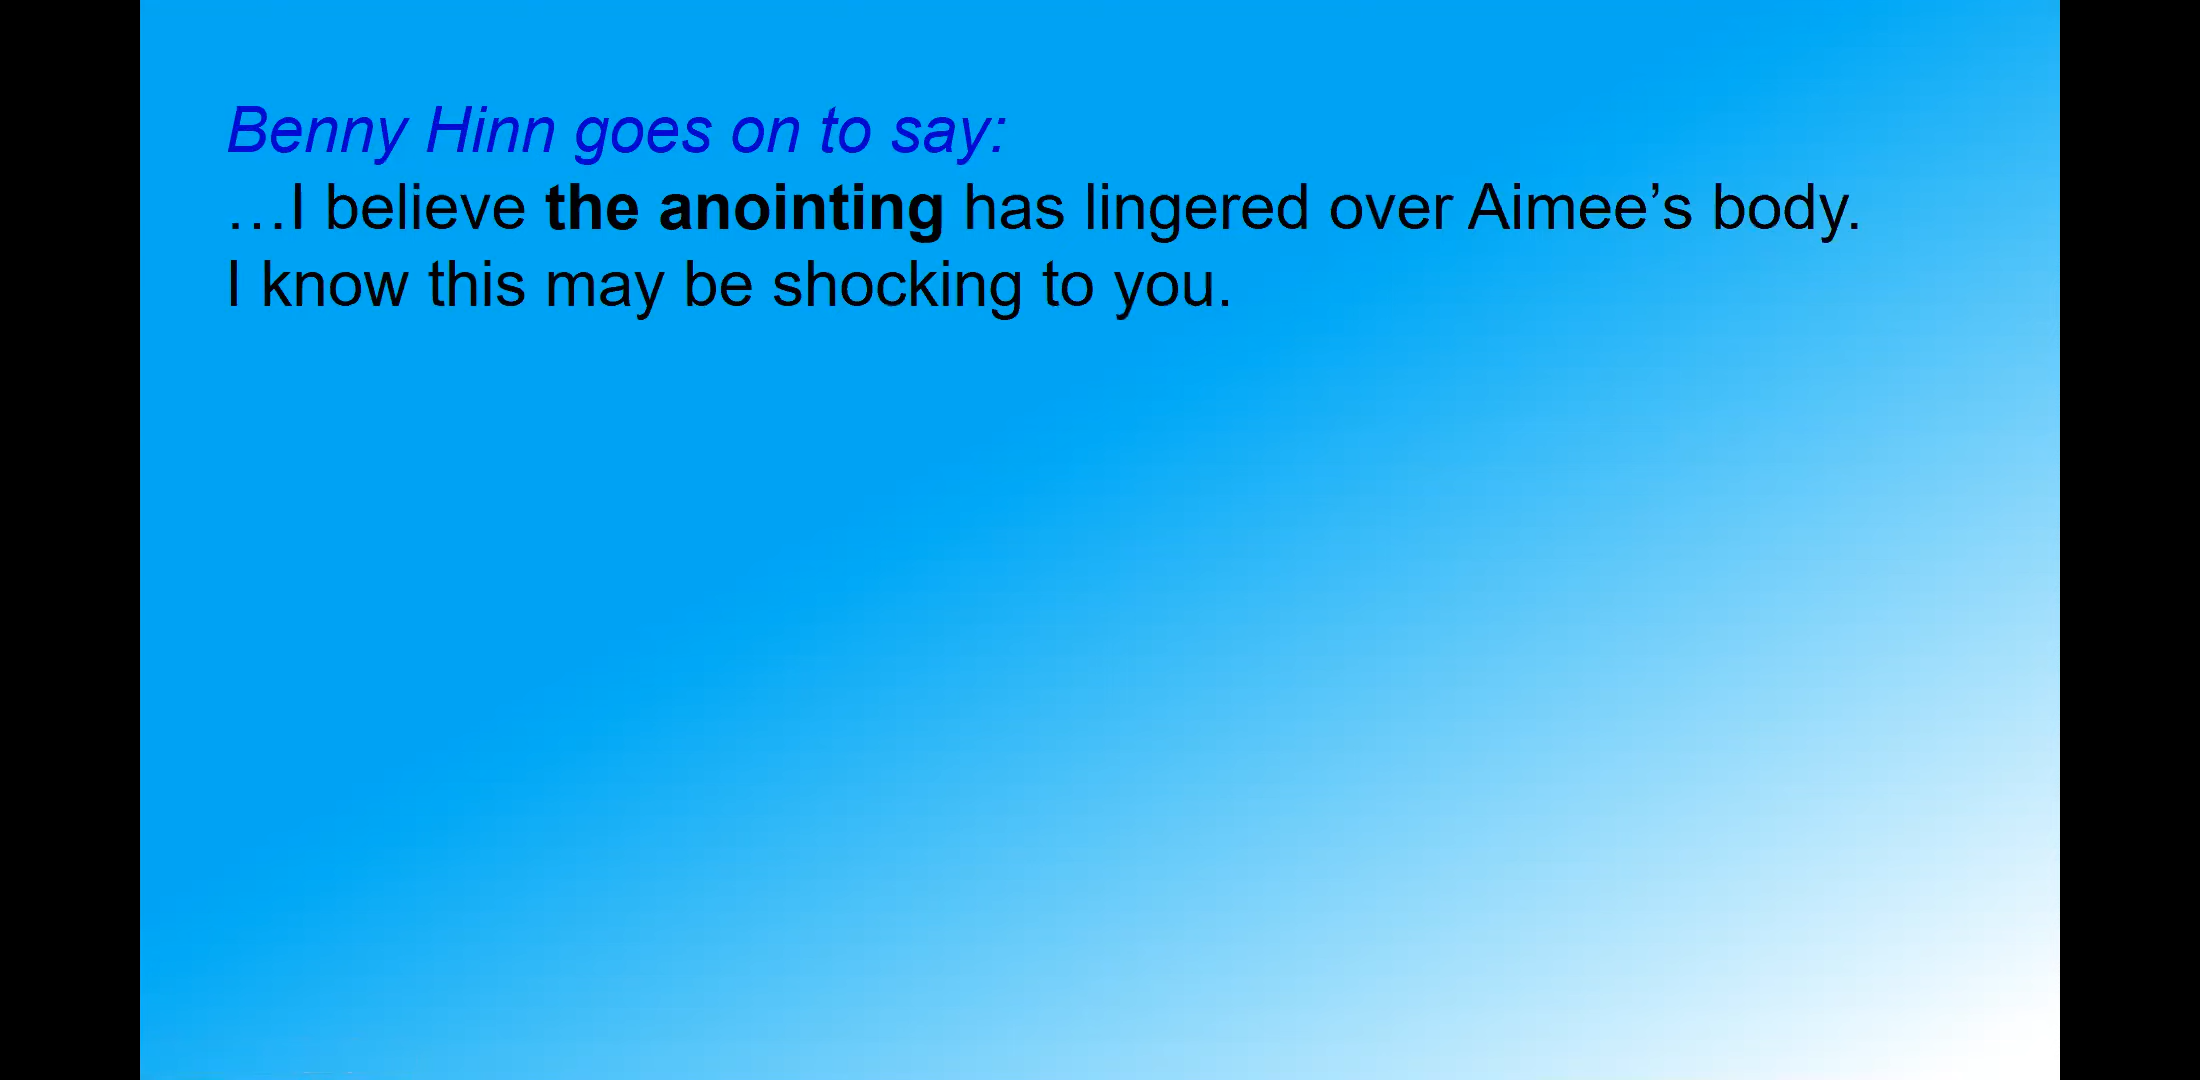 Benny Hinn goes on to say:
…I believe the anointing has lingered over Aimee’s body.
I know this may be shocking to you.